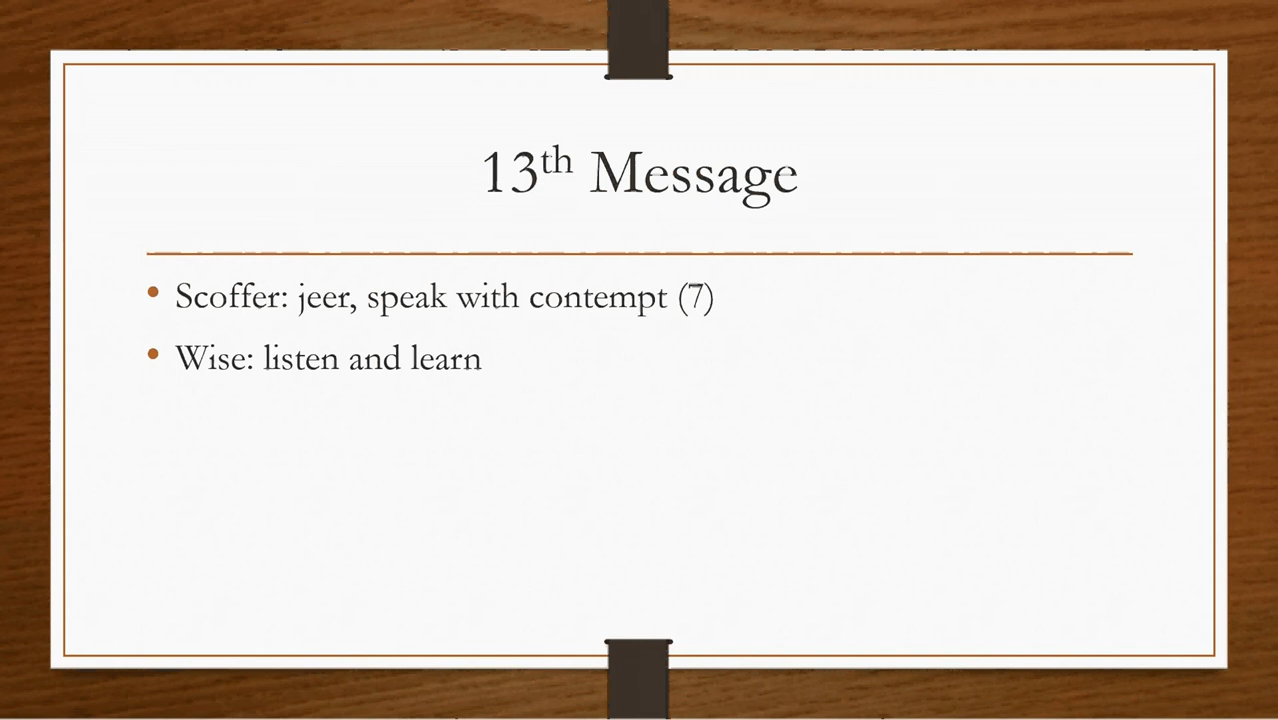 13th Message
• Scoffer: jeer, speak with contempt (7)
• Wise: listen and learn